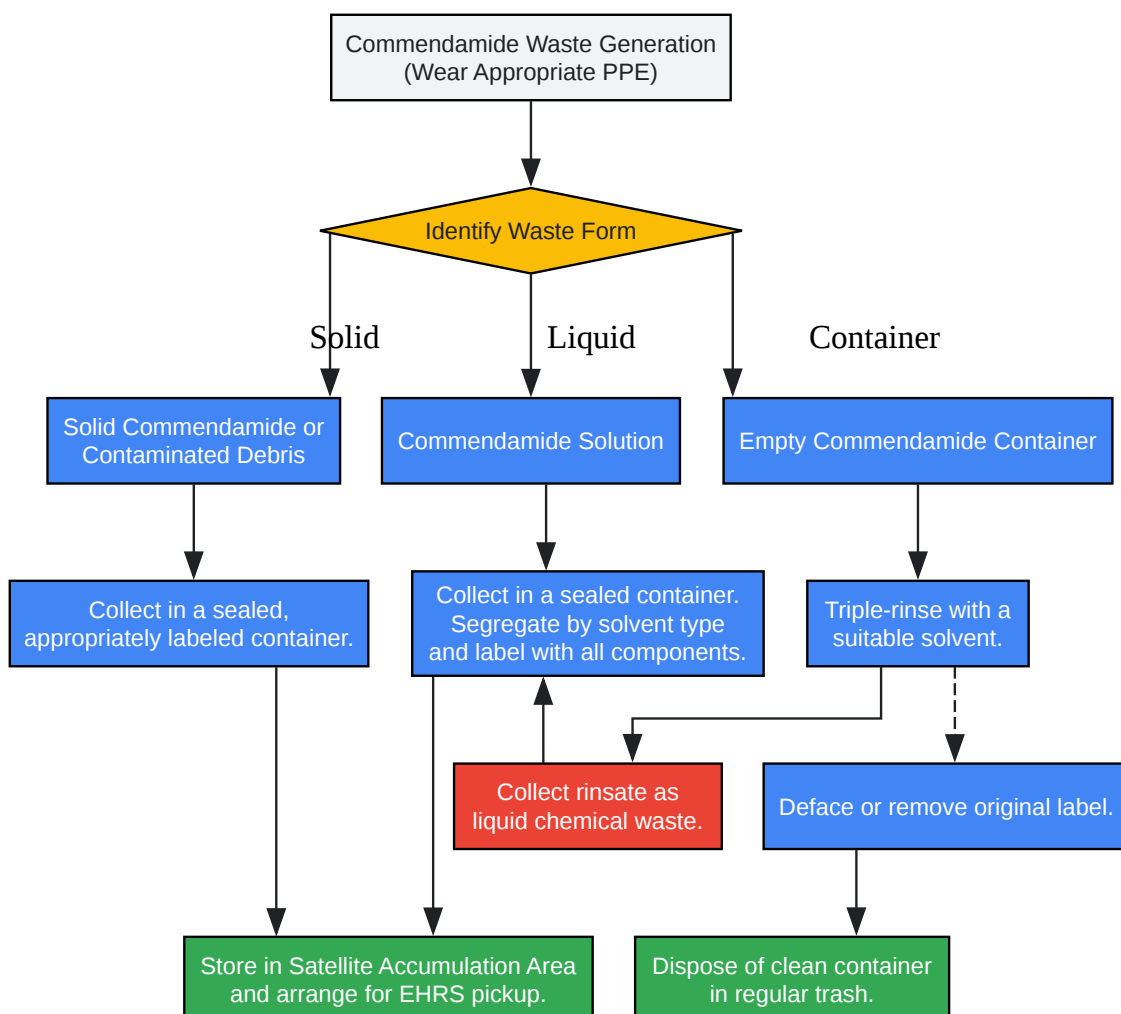 Commendamide Waste Generation
(Wear Appropriate PPE)
Identify Waste Form
Solid
Liquid
Container
Solid Commendamide or
Contaminated Debris
Commendamide Solution
Empty Commendamide Container
Collect in a sealed,
appropriately labeled container.
Collect in a sealed container.
Segregate by solvent type
and label with all components.
Triple-rinse with a
suitable solvent.
Collect rinsate as
liquid chemical waste.
Deface or remove original label.
Store in Satellite Accumulation Area
and arrange for EHRS pickup.
Dispose of clean container
in regular trash.